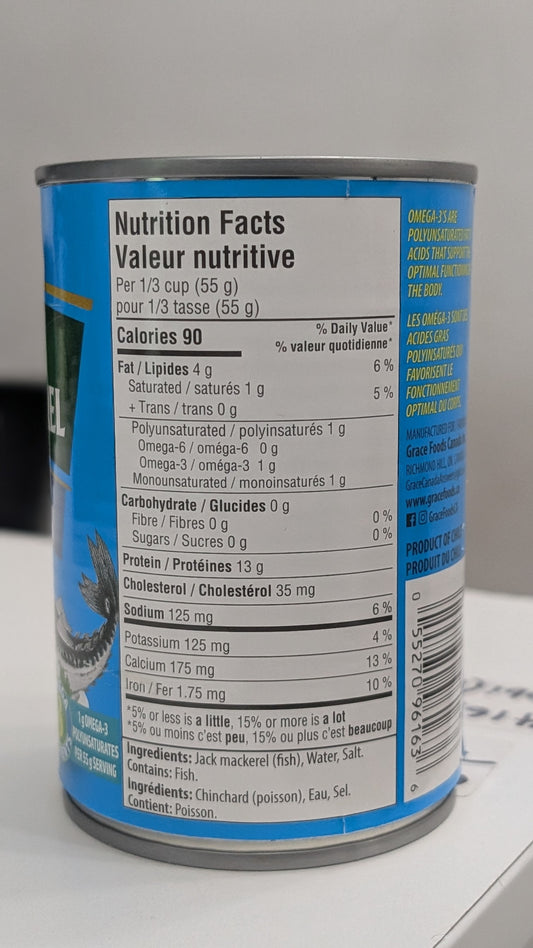 EL
1 g OMEGA-3
POLYUNSATURATES
PER 55 g SERVING
Nutrition Facts
Valeur nutritive
Per 1/3 cup (55 g)
pour 1/3 tasse (55 g)
Calories 90
% Daily Value*
% valeur quotidienne*
Fat / Lipides 4 g 6 %
Saturated / saturés 1 g 5 %
+ Trans / trans 0 g
Polyunsaturated / polyinsaturés 1 g
Omega-6 / oméga-6 0 g
Omega-3 / oméga-3 1 g
Monounsaturated / monoinsaturés 1 g
Carbohydrate / Glucides 0 g
Fibre / Fibres 0 g 0 %
Sugars / Sucres 0 g 0 %
Protein / Protéines 13 g
Cholesterol / Cholestérol 35 mg
Sodium 125 mg 6 %
Potassium 125 mg 4 %
Calcium 175 mg 13 %
Iron / Fer 1.75 mg 10 %
*5% or less is a little, 15% or more is a lot
*5% ou moins c'est peu, 15% ou plus c'est beaucoup
Ingredients: Jack mackerel (fish), Water, Salt.
Contains: Fish.
Ingrédients: Chinchard (poisson), Eau, Sel.
Contient: Poisson.
OMEGA-3'S ARE
POLYUNSATURATED
ACIDS THAT SUPPORT
OPTIMAL
THE BODY.
LES OMÉGA-3 SONT
ACIDES GRAS
POLYINSATURÉS QUI
FAVORISENT LE
FONCTIONNEMENT
OPTIMAL DU CORPS.
MANUFACTURED FOR
Grace Foods
RICHMOND HILL, ON
www.gracefoods.ca
PRODUCT OF
PRODUIT DU
0 55270 96163 6